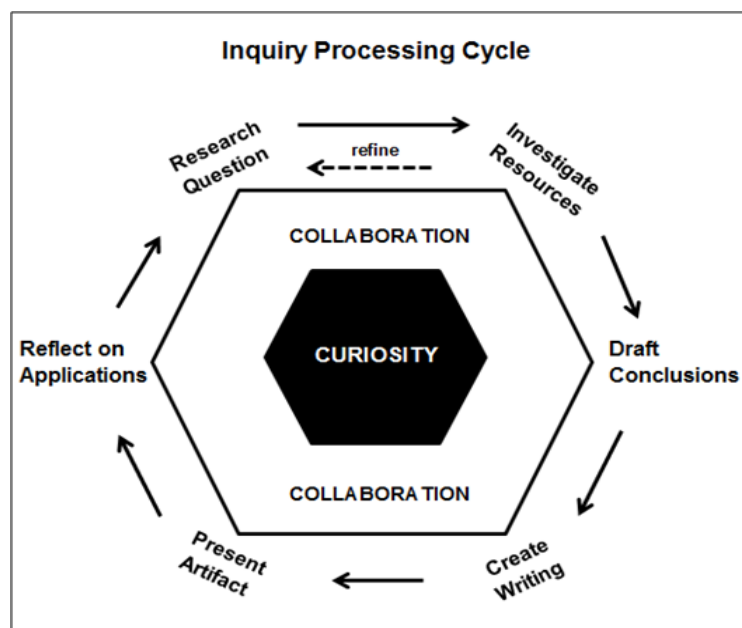 Inquiry Processing Cycle
Research
Question
refine
Investigate
Resources
COLLABORATION
CURIOSITY
Reflect on
Applications
Draft
Conclusions
COLLABORATION
Present
Artifact
Create
Writing